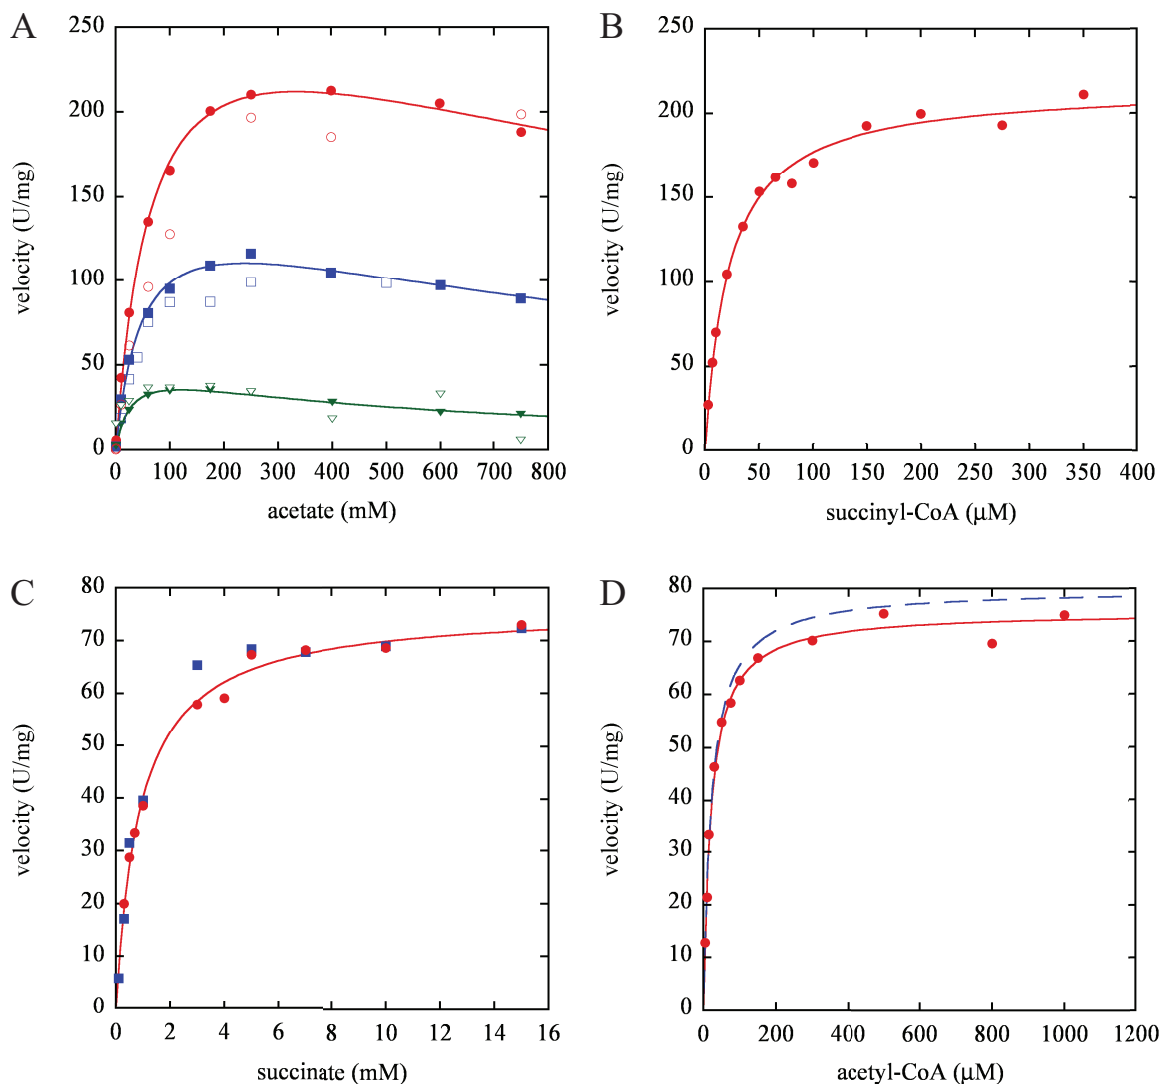 A
250
200
150
100
50
0
velocity (U/mg)
0 100 200 300 400 500 600 700 800
acetate (mM)
B
250
200
150
100
50
0
velocity (U/mg)
0 50 100 150 200 250 300 350 400
succinyl-CoA (μM)
C
80
70
60
50
40
30
20
10
0
velocity (U/mg)
0 2 4 6 8 10 12 14 16
succinate (mM)
D
80
70
60
50
40
30
20
10
0
velocity (U/mg)
0 200 400 600 800 1000 1200
acetyl-CoA (μM)